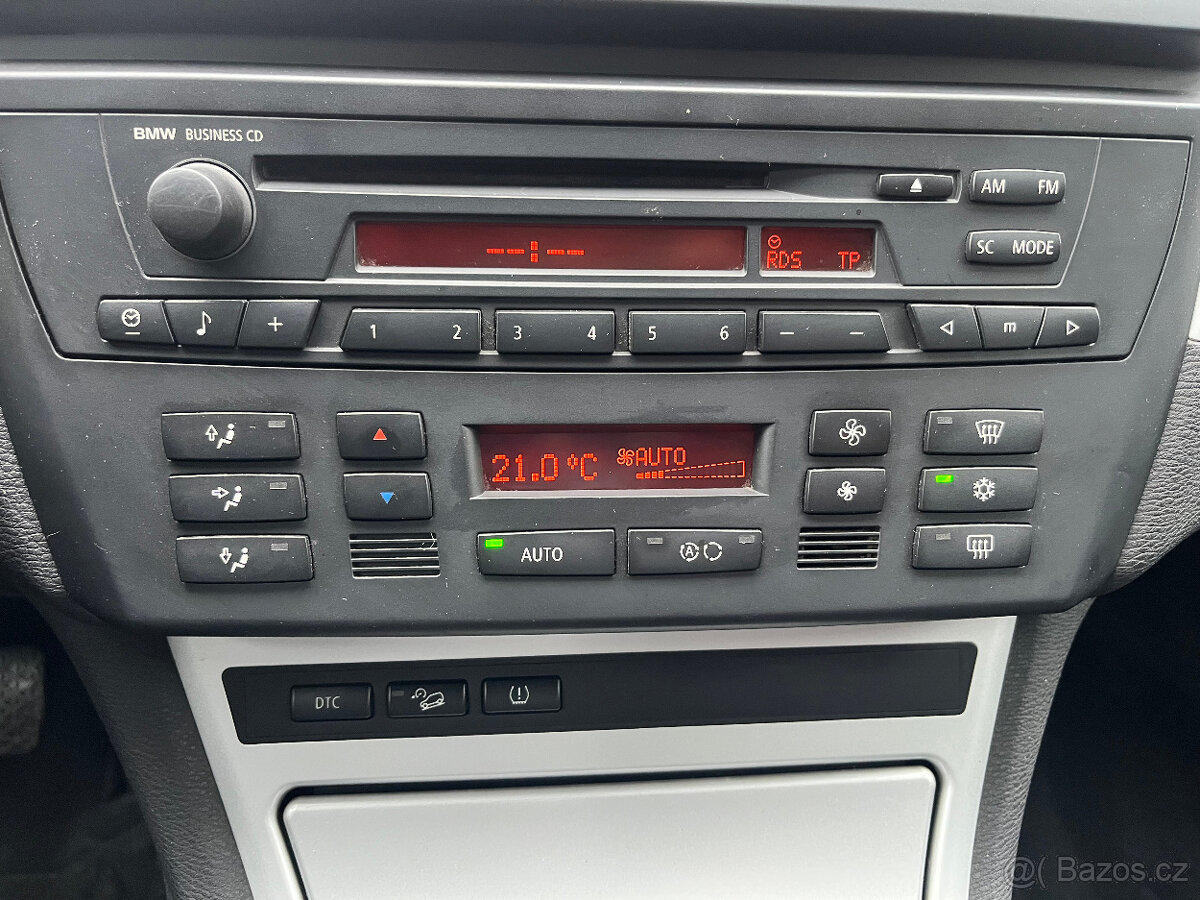 BMW BUSINESS CD
AM FM
SC MODE
--:--
RDS TP
1 2 3 4 5 6 m
21.0 °C AUTO
AUTO A
DTC
@( Bazos.cz